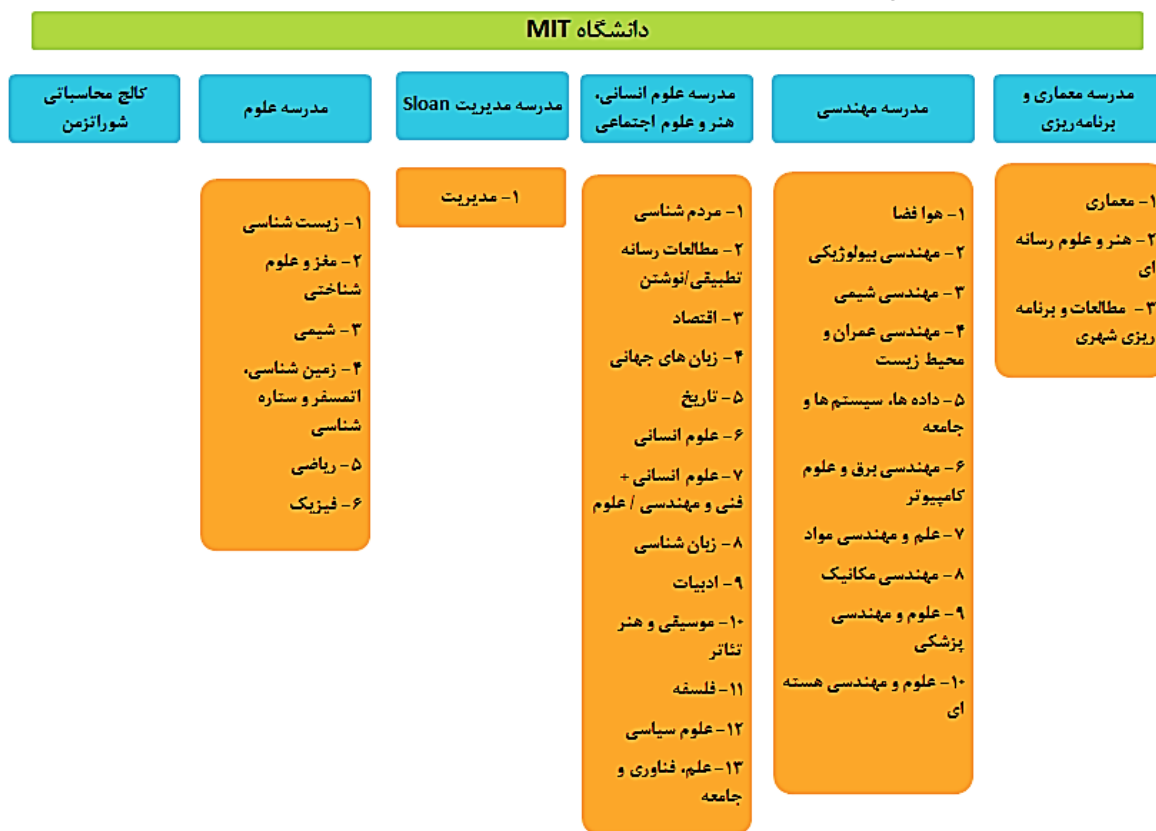 دانشگاه MIT
مدرسه معماری و
برنامه‌ریزی
۱- معماری
۲- هنر و علوم رسانه
ای
۳- مطالعات و برنامه
ریزی شهری
مدرسه مهندسی
۱- هوا فضا
۲- مهندسی بیولوژیکی
۳- مهندسی شیمی
۴- مهندسی عمران و
محیط زیست
۵- داده ها، سیستم ها و
جامعه
۶- مهندسی برق و علوم
کامپیوتر
۷- علم و مهندسی مواد
۸- مهندسی مکانیک
۹- علوم و مهندسی
پزشکی
۱۰- علوم و مهندسی هسته
ای
مدرسه علوم انسانی،
هنر و علوم اجتماعی
۱- مردم شناسی
۲- مطالعات رسانه
تطبیقی/نوشتن
۳- اقتصاد
۴- زبان های جهانی
۵- تاریخ
۶- علوم انسانی
۷- علوم انسانی +
فنی و مهندسی / علوم
۸- زبان شناسی
۹- ادبیات
۱۰- موسیقی و هنر
تئاتر
۱۱- فلسفه
۱۲- علوم سیاسی
۱۳- علم، فناوری و
جامعه
مدرسه مدیریت Sloan
۱- مدیریت
مدرسه علوم
۱- زیست شناسی
۲- مغز و علوم
شناختی
۳- شیمی
۴- زمین شناسی،
اتمسفر و ستاره
شناسی
۵- ریاضی
۶- فیزیک
کالج محاسباتی
شوراتزمن